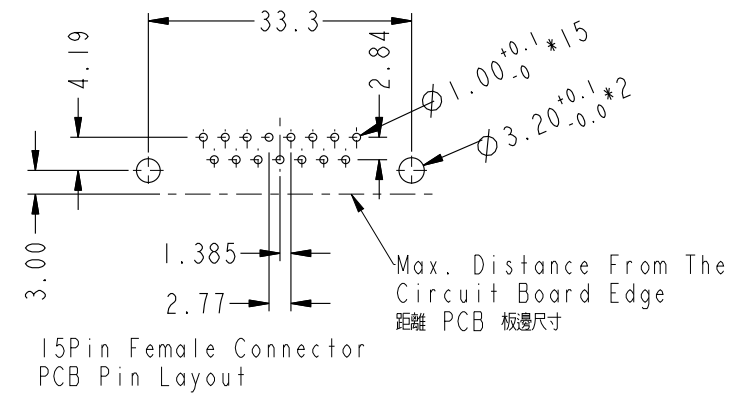 33.3
4.19
2.84
⌀1.00+0.1 -0 *15
⌀3.20+0.1 -0.0 *2
3.00
1.385
2.77
Max. Distance From The
Circuit Board Edge
距離 PCB 板邊尺寸
15Pin Female Connector
PCB Pin Layout